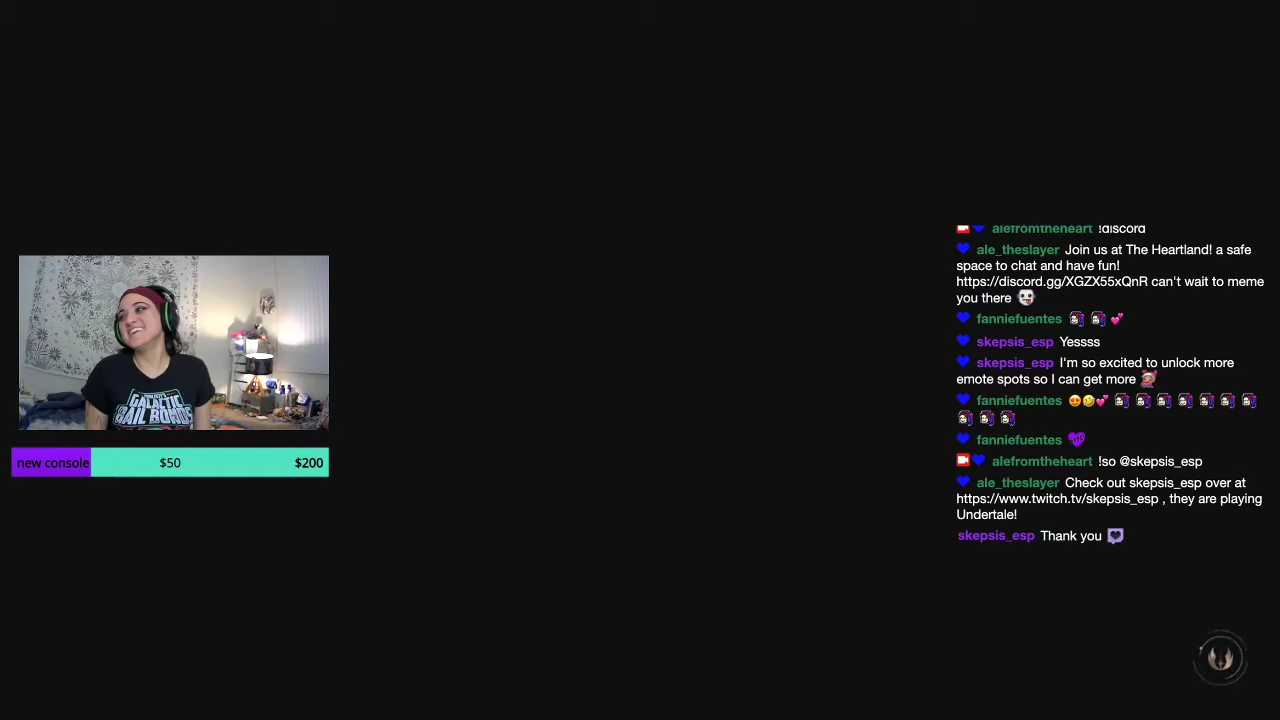 GALACTIC
BAIL BONDS
new console $50 $200
alefromtheheart !discord
ale_theslayer Join us at The Heartland! a safe
space to chat and have fun!
https://discord.gg/XGZX55xQnR can't wait to meme
you there
fanniefuentes
skepsis_esp Yessss
skepsis_esp I'm so excited to unlock more
emote spots so I can get more
fanniefuentes
fanniefuentes
alefromtheheart !so @skepsis_esp
ale_theslayer Check out skepsis_esp over at
https://www.twitch.tv/skepsis_esp , they are playing
Undertale!
skepsis_esp Thank you